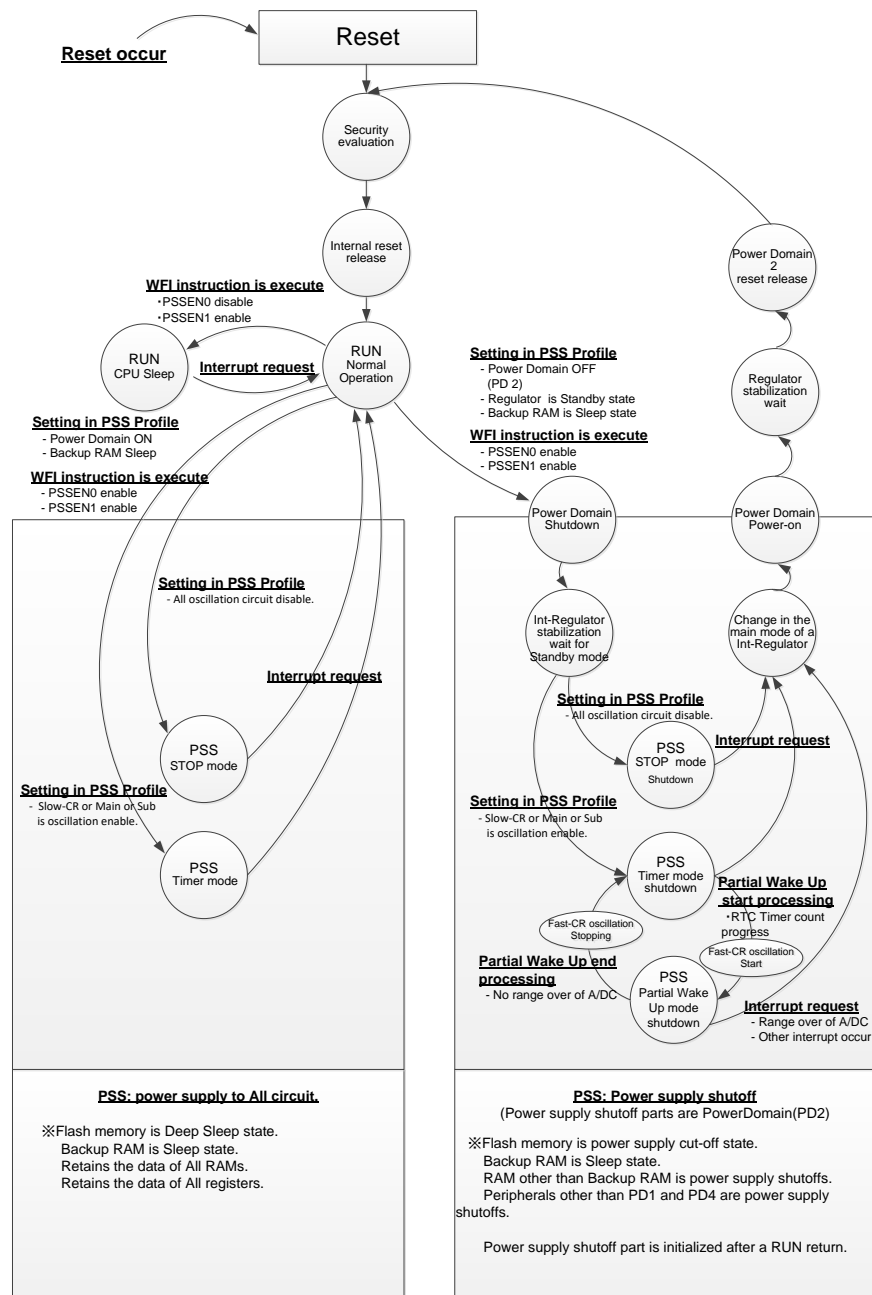 Reset
Reset occur
Security
evaluation
Internal reset
release
Power Domain
2
reset release
WFI instruction is execute
・PSSEN0 disable
・PSSEN1 enable
RUN
CPU Sleep
Interrupt request
RUN
Normal
Operation
Setting in PSS Profile
- Power Domain OFF
(PD 2)
- Regulator is Standby state
- Backup RAM is Sleep state
Regulator
stabilization
wait
Setting in PSS Profile
- Power Domain ON
- Backup RAM Sleep
WFI instruction is execute
- PSSEN0 enable
- PSSEN1 enable
WFI instruction is execute
- PSSEN0 enable
- PSSEN1 enable
Power Domain
Shutdown
Power Domain
Power-on
Setting in PSS Profile
- All oscillation circuit disable.
Int-Regulator
stabilization
wait for
Standby mode
Change in the
main mode of a
Int-Regulator
Interrupt request
Setting in PSS Profile
- All oscillation circuit disable.
PSS
STOP mode
PSS
STOP mode
Shutdown
Interrupt request
Setting in PSS Profile
- Slow-CR or Main or Sub
is oscillation enable.
Setting in PSS Profile
- Slow-CR or Main or Sub
is oscillation enable.
PSS
Timer mode
PSS
Timer mode
shutdown
Partial Wake Up
start processing
・RTC Timer count
progress
Fast-CR oscillation
Stopping
Fast-CR oscillation
Start
Partial Wake Up end
processing
- No range over of A/DC
PSS
Partial Wake
Up mode
shutdown
Interrupt request
- Range over of A/DC
- Other interrupt occur
PSS: power supply to All circuit.
※Flash memory is Deep Sleep state.
Backup RAM is Sleep state.
Retains the data of All RAMs.
Retains the data of All registers.
PSS: Power supply shutoff
(Power supply shutoff parts are PowerDomain(PD2)
※Flash memory is power supply cut-off state.
Backup RAM is Sleep state.
RAM other than Backup RAM is power supply shutoffs.
Peripherals other than PD1 and PD4 are power supply
shutoffs.
Power supply shutoff part is initialized after a RUN return.